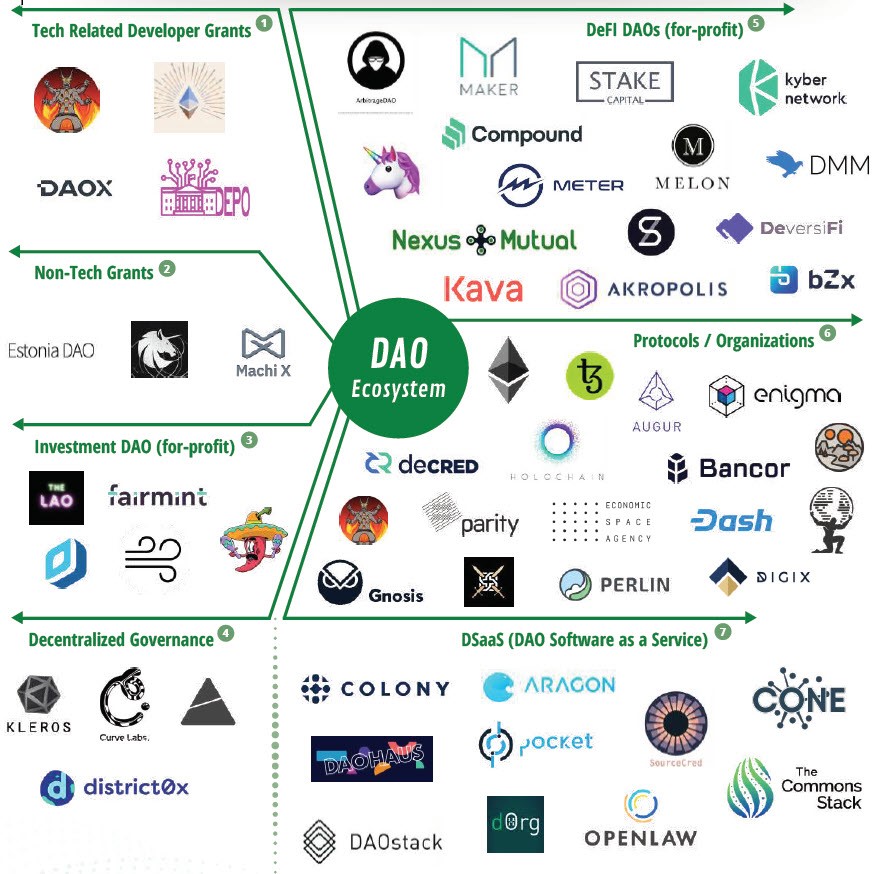 Tech Related Developer Grants 1
DAOX
DEPO
Non-Tech Grants 2
Estonia DAO
Machi X
Investment DAO (for-profit) 3
THE
LAO
fairmint
Decentralized Governance 4
KLEROS
Curve Labs.
district0x
DAO
Ecosystem
DeFI DAOs (for-profit) 5
ArbitrageDAO
MAKER
STAKE
CAPITAL
kyber
network
Compound
METER
M
MELON
DMM
Nexus Mutual
S
DeversiFi
Kava
AKROPOLIS
bZx
Protocols / Organizations 6
AUGUR
enigma
decRED
HOLOCHAIN
Bancor
parity
ECONOMIC
SPACE
AGENCY
Dash
Gnosis
PERLIN
DIGIX
DSaaS (DAO Software as a Service) 7
COLONY
ARAGON
CONE
DAOHAUS
pocket
SourceCred
The
Commons
Stack
DAOstack
dOrg
OPENLAW